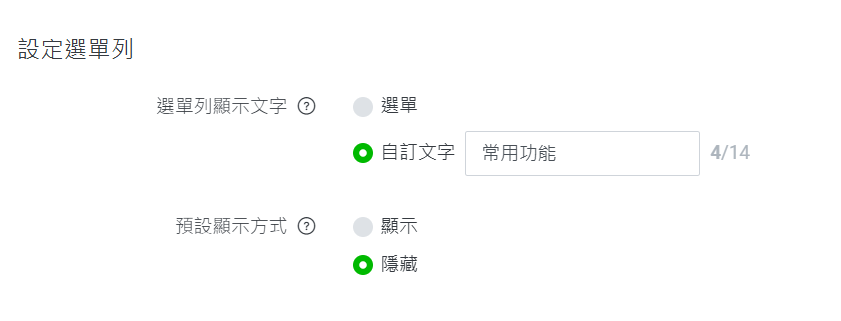 設定選單列
選單列顯示文字 ? 選單
自訂文字 常用功能 4/14
預設顯示方式 ? 顯示
隱藏